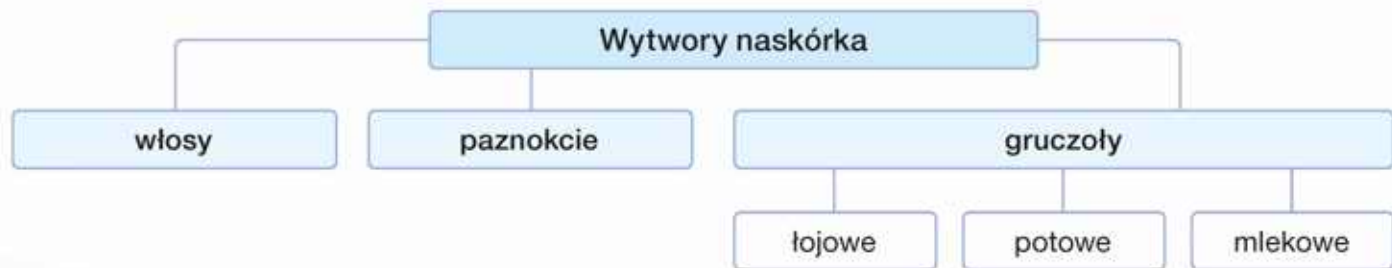 Wytwory naskórka
włosy
paznokcie
gruczoły
łojowe
potowe
mlekowe